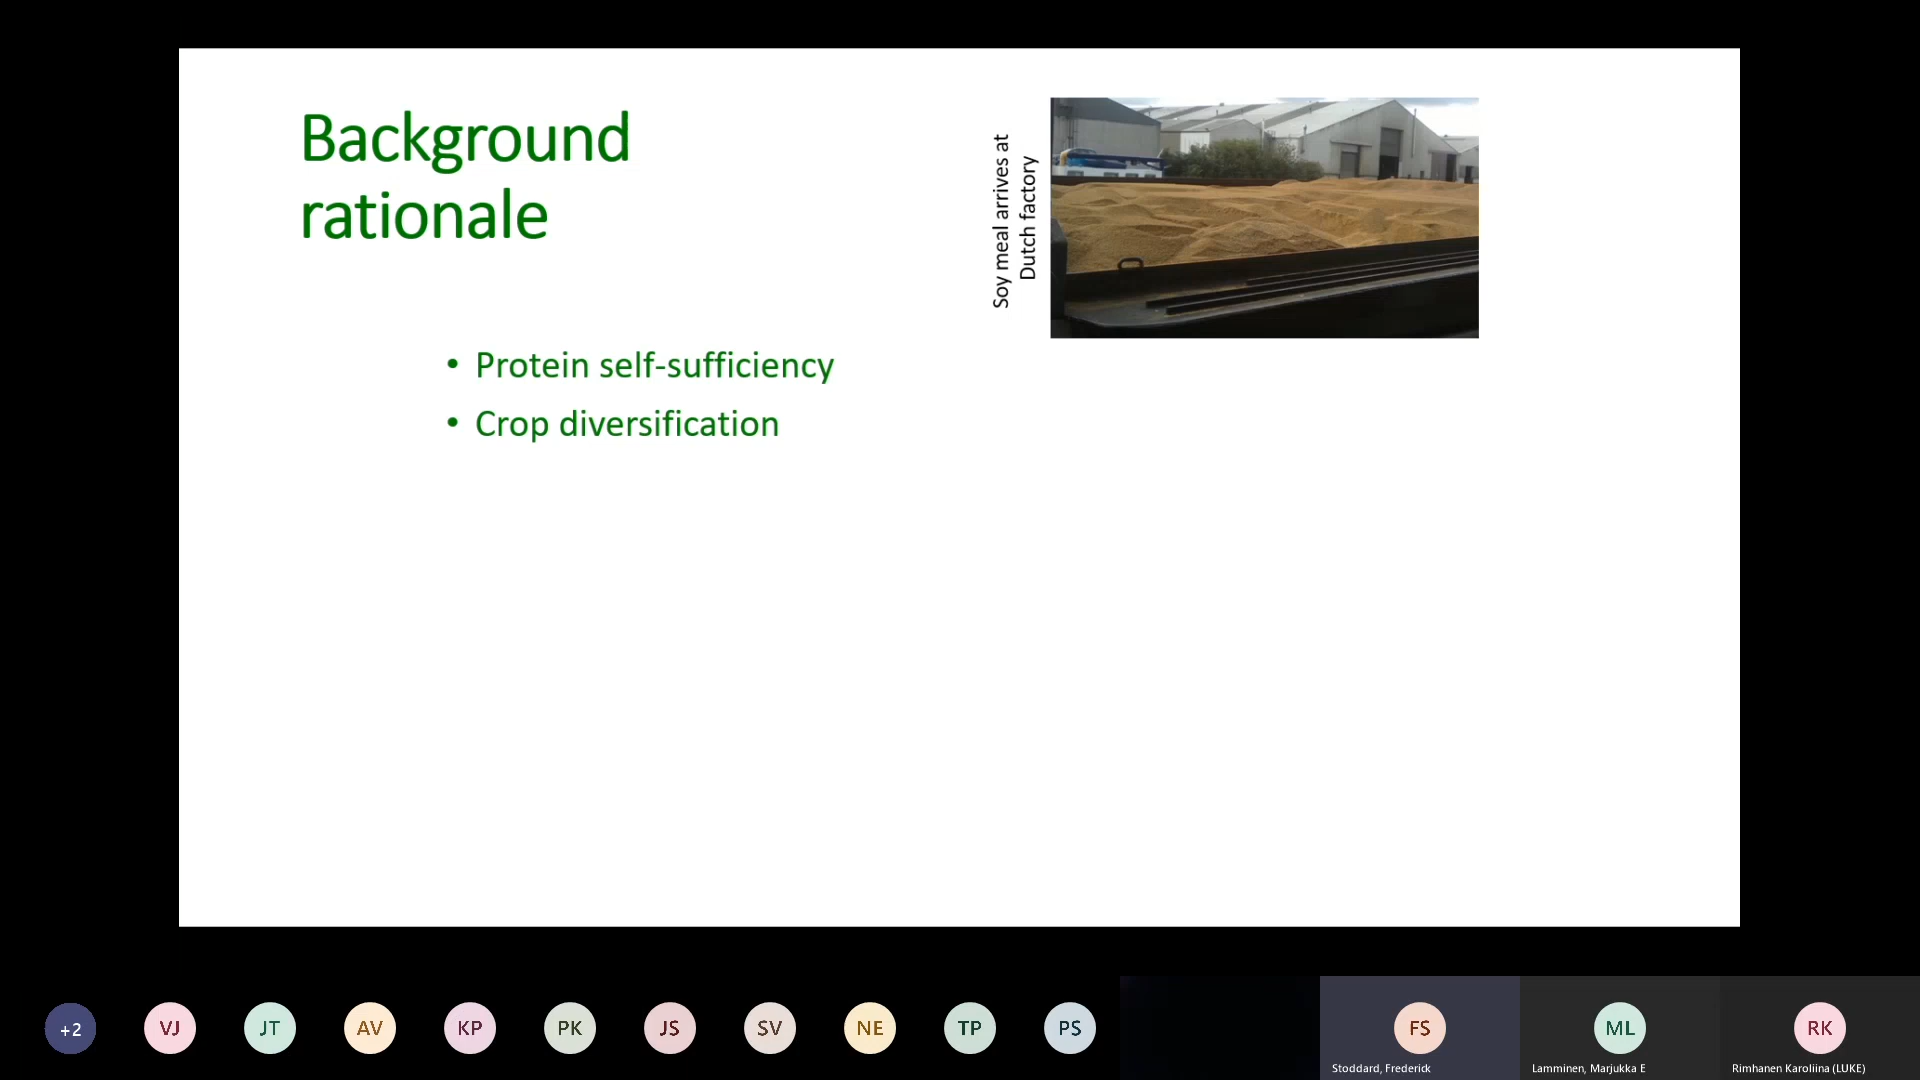 Background
rationale
Soy meal arrives at
Dutch factory
• Protein self-sufficiency
• Crop diversification
+2
VJ
JT
AV
KP
PK
JS
SV
NE
TP
PS
FS
ML
RK
Stoddard, Frederick
Lamminen, Marjukka E
Rimhanen Karoliina (LUKE)